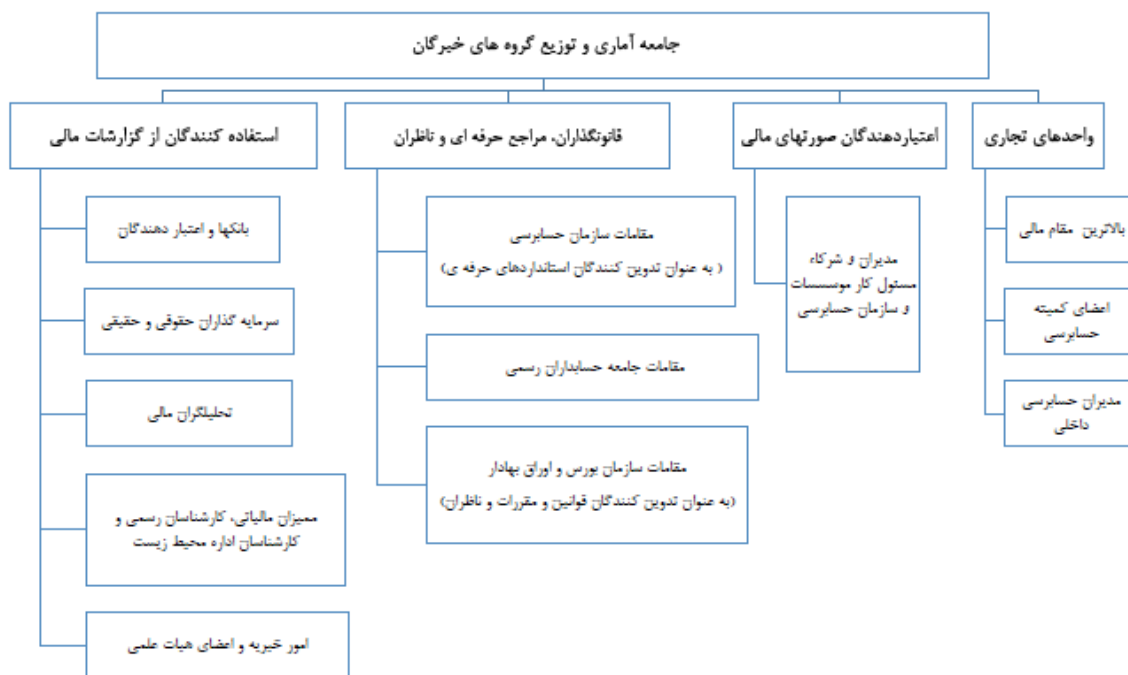 جامعه آماری و توزیع گروه های خبرگان
واحدهای تجاری
بالاترین مقام مالی
اعضای کمیته
حسابرسی
مدیران حسابرسی
داخلی
اعتباردهندگان صورتهای مالی
مدیران و شرکاء
مسئول کار موسسات
و سازمان حسابرسی
قانونگذاران، مراجع حرفه ای و ناظران
مقامات سازمان حسابرسی
( به عنوان تدوین کنندگان استانداردهای حرفه ی)
مقامات جامعه حسابداران رسمی
مقامات سازمان بورس و اوراق بهادار
(به عنوان تدوین کنندگان قوانین و مقررات و ناظران)
استفاده کنندگان از گزارشات مالی
بانکها و اعتبار دهندگان
سرمایه گذاران حقوقی و حقیقی
تحلیلگران مالی
ممیزان مالیاتی، کارشناسان رسمی و
کارشناسان اداره محیط زیست
امور خیریه و اعضای هیات علمی